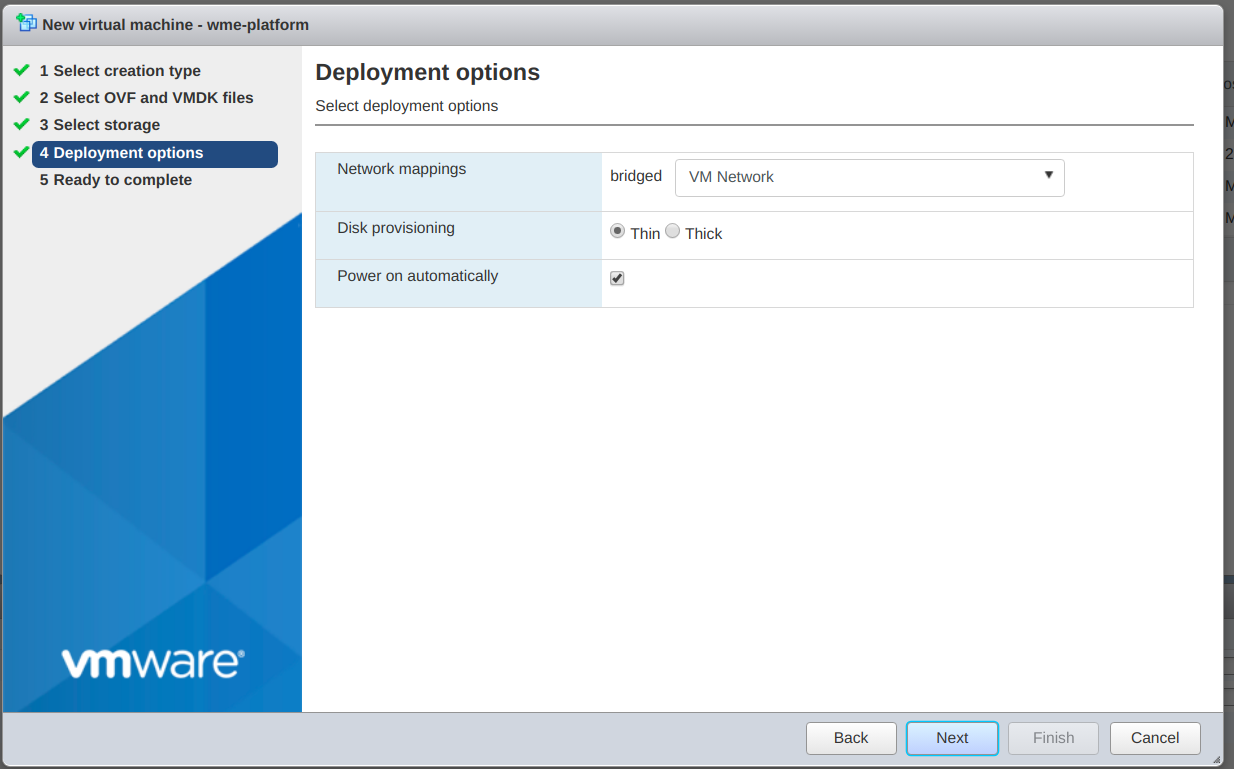 New virtual machine - wme-platform
1 Select creation type
2 Select OVF and VMDK files
3 Select storage
4 Deployment options
5 Ready to complete
Deployment options
Select deployment options
Network mappings
bridged VM Network
Disk provisioning
Thin Thick
Power on automatically
vmware®
Back Next Finish Cancel